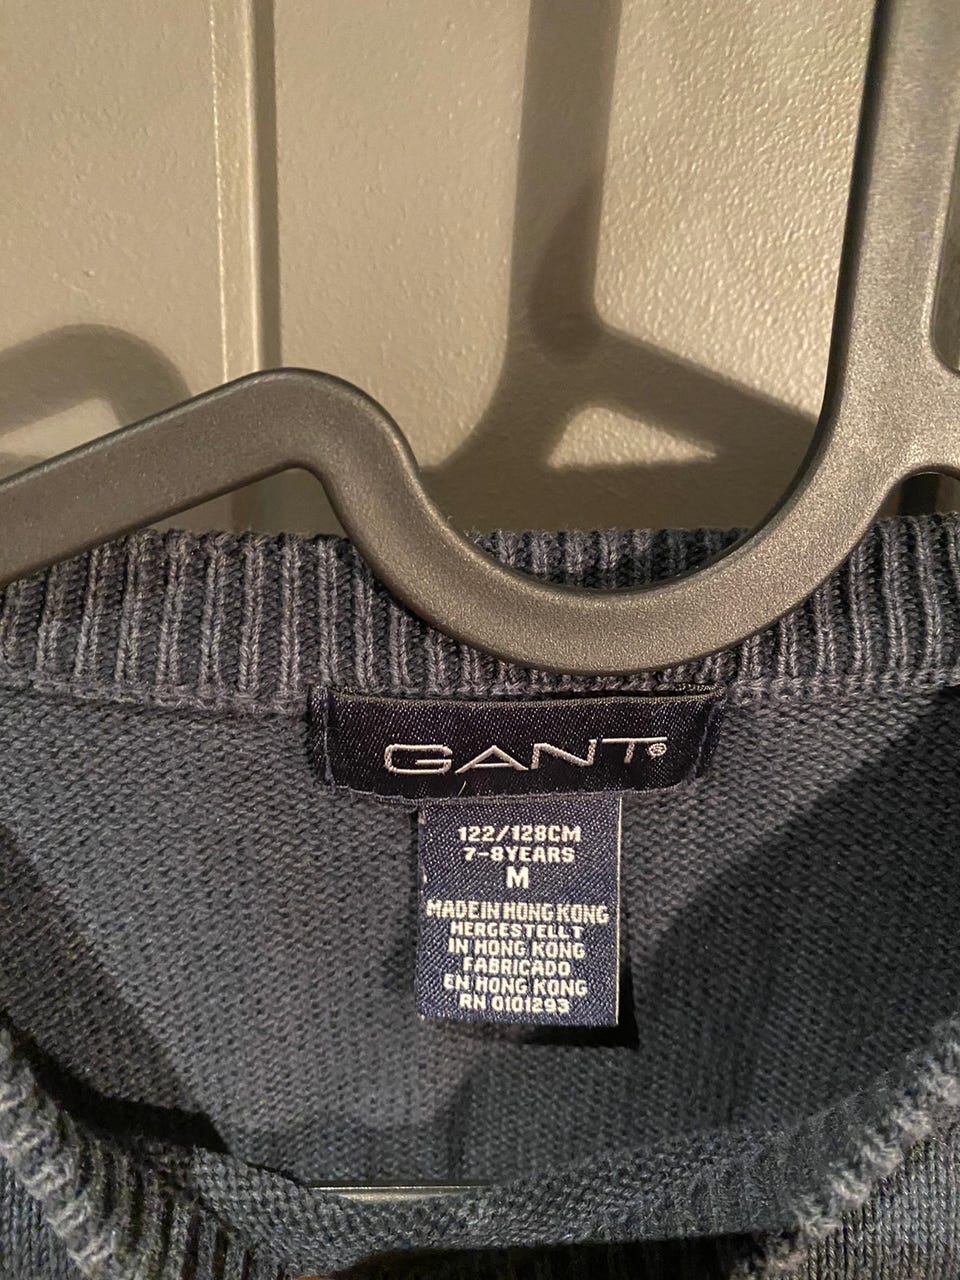 GANT®
122/128CM
7-8YEARS
M
MADE IN HONG KONG
HERGESTELLT
IN HONG KONG
FABRICADO
EN HONG KONG
RN 0101293